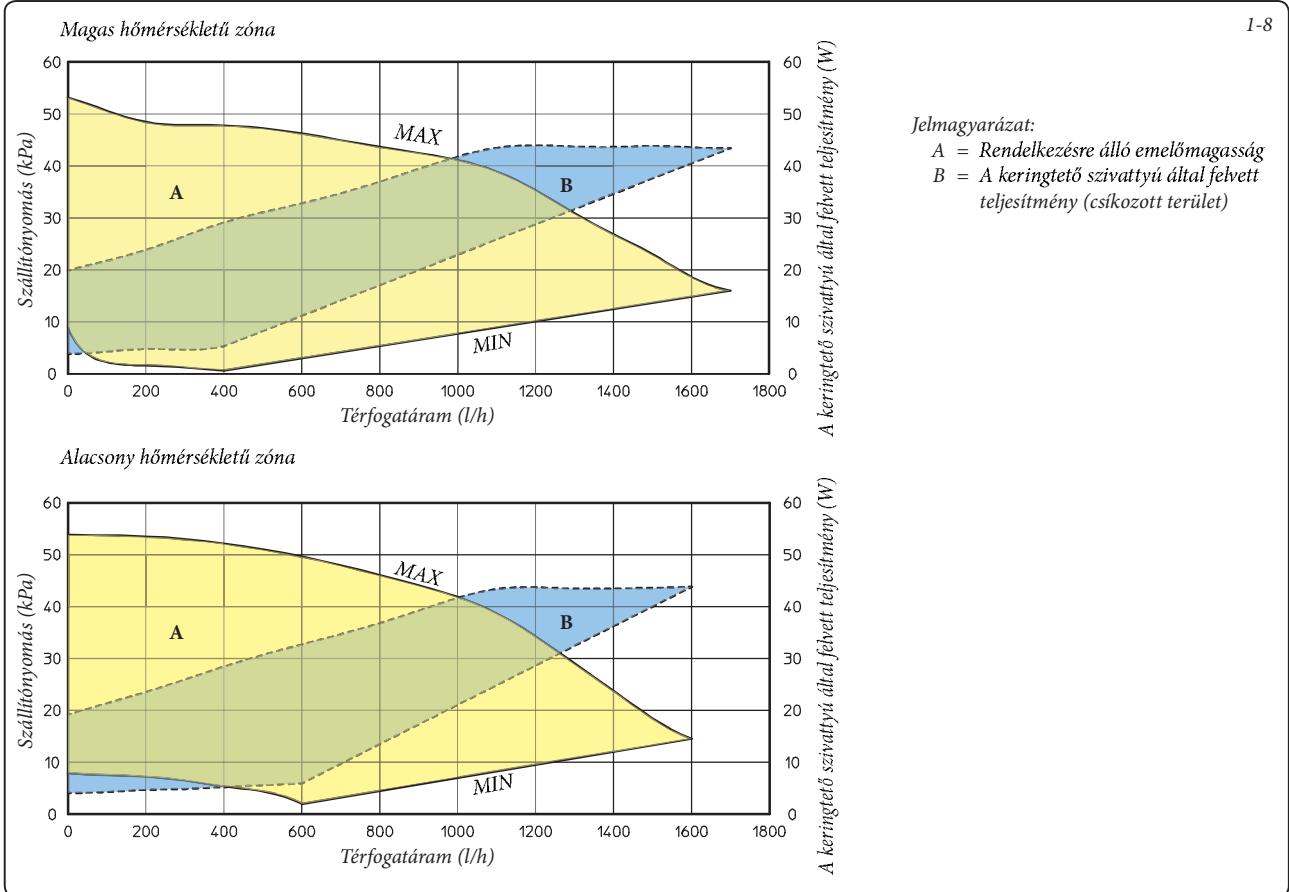 1-8
Magas hőmérsékletű zóna
60
50
40
30
20
10
0
60
50
40
30
20
10
0
Szállítónyomás (kPa)
A keringtető szivattyú által felvett teljesítmény (W)
MAX
A
B
MIN
0 200 400 600 800 1000 1200 1400 1600 1800
Térfogatáram (l/h)
Jelmagyarázat:
A = Rendelkezésre álló emelőmagasság
B = A keringtető szivattyú által felvett
teljesítmény (csíkozott terület)
Alacsony hőmérsékletű zóna
60
50
40
30
20
10
0
60
50
40
30
20
10
0
Szállítónyomás (kPa)
A keringtető szivattyú által felvett teljesítmény (W)
MAX
A
B
MIN
0 200 400 600 800 1000 1200 1400 1600 1800
Térfogatáram (l/h)